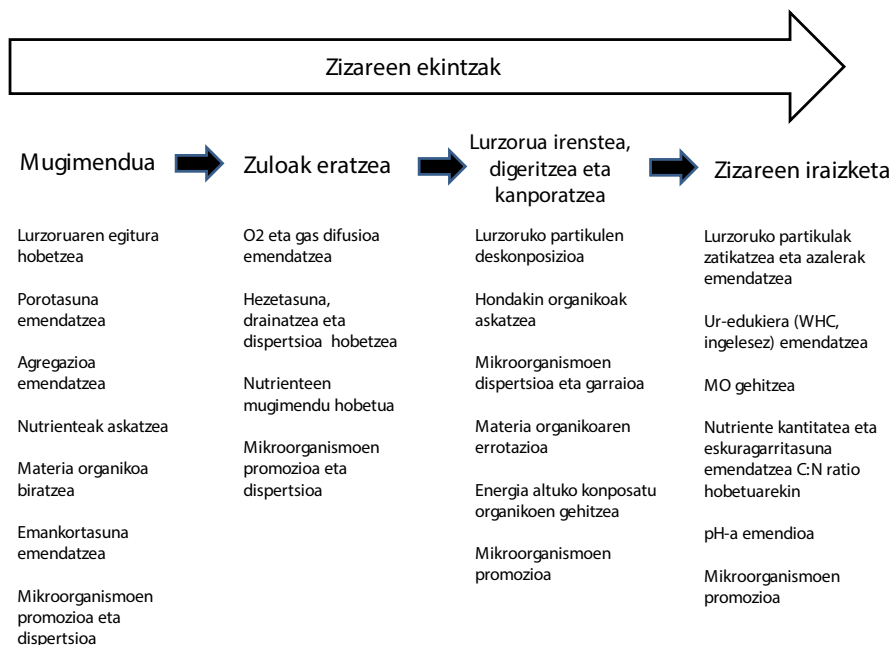 Zizareen ekintzak
Mugimendua
Lurzoruaren egitura
hobetzea
Porotasuna
emendatzea
Agregazioa
emendatzea
Nutrienteak askatzea
Materia organikoa
biratzea
Emankortasuna
emendatzea
Mikroorganismoen
promozioa eta
dispertsioa
Zuloak eratzea
O2 eta gas difusioa
emendatzea
Hezetasuna,
drainatzea eta
dispertsioa hobetzea
Nutrienteen
mugimendu hobetua
Mikroorganismoen
promozioa eta
dispertsioa
Lurzorua irenstea,
digeritzea eta
kanporatzea
Lurzoruko partikulen
deskonposizioa
Hondakin organikoak
askatzea
Mikroorganismoen
dispertsioa eta garraioa
Materia organikoaren
errotazioa
Energia altuko konposatu
organikoen gehitzea
Mikroorganismoen
promozioa
Zizareen iraizketa
Lurzoruko partikulak
zatikatzea eta azalerak
emendatzea
Ur-edukiera (WHC,
ingelesez) emendatzea
MO gehitzea
Nutriente kantitatea eta
eskuragarritasuna
emendatzea C:N ratio
hobetuarekin
pH-a emendioa
Mikroorganismoen
promozioa